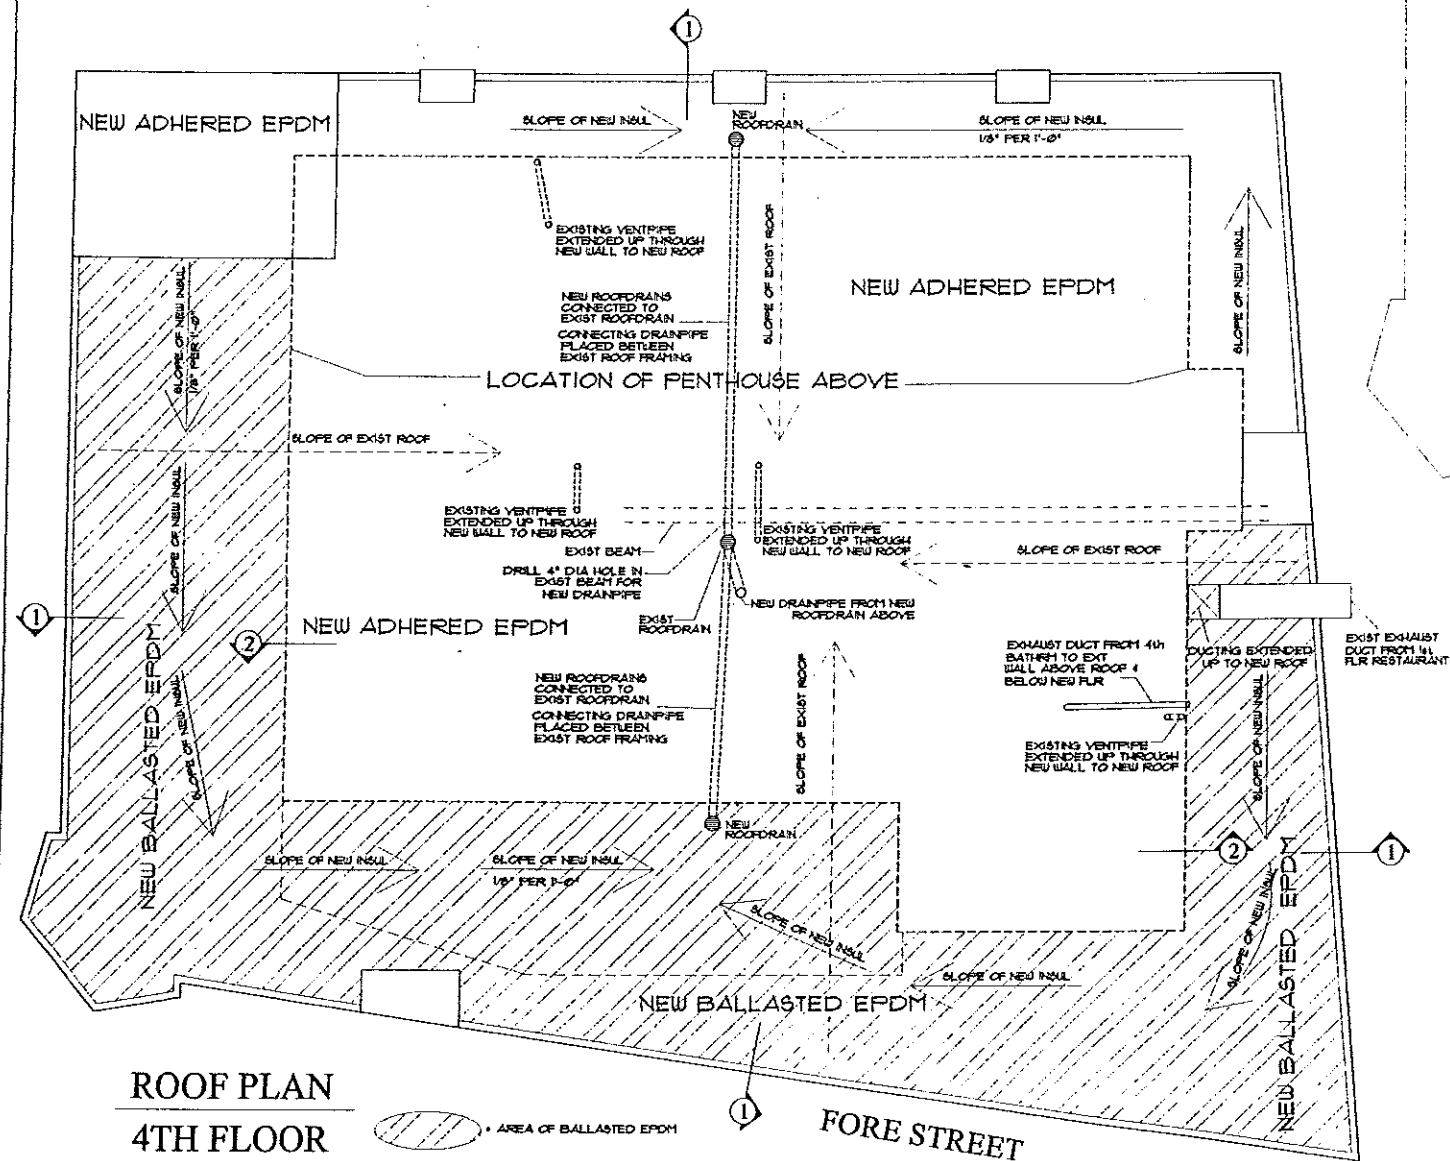 1
NEW ADHERED EPDM
SLOPE OF NEW INSUL
NEW
ROOFDRAIN
SLOPE OF NEW INSUL
1/8" PER 1'-0"
EXISTING VENTPIPE
EXTENDED UP THROUGH
NEW WALL TO NEW ROOF
SLOPE OF EXIST ROOF
SLOPE OF NEW INSUL
SLOPE OF NEW INSUL
1/8" PER 1'-0"
NEW ADHERED EPDM
NEW ROOFDRAINS
CONNECTED TO
EXIST ROOFDRAIN
CONNECTING DRAINPIPE
PLACED BETWEEN
EXIST ROOF FRAMING
LOCATION OF PENTHOUSE ABOVE
SLOPE OF EXIST ROOF
SLOPE OF NEW INSUL
EXISTING VENTPIPE
EXTENDED UP THROUGH
NEW WALL TO NEW ROOF
EXISTING VENTPIPE
EXTENDED UP THROUGH
NEW WALL TO NEW ROOF
EXIST BEAM
SLOPE OF EXIST ROOF
DRILL 4" DIA HOLE IN
EXIST BEAM FOR
NEW DRAINPIPE
NEW DRAINPIPE FROM NEW
ROOFDRAIN ABOVE
EXIST
ROOFDRAIN
1
2
NEW ADHERED EPDM
NEW BALLASTED EPDM
SLOPE OF NEW INSUL
EXHAUST DUCT FROM 4th
BATHRM TO EXT
WALL ABOVE ROOF &
BELOW NEW FLR
DUCTING EXTENDED
UP TO NEW ROOF
EXIST EXHAUST
DUCT FROM 1st
FLR RESTAURANT
NEW ROOFDRAINS
CONNECTED TO
EXIST ROOFDRAIN
CONNECTING DRAINPIPE
PLACED BETWEEN
EXIST ROOF FRAMING
SLOPE OF EXIST ROOF
EXISTING VENTPIPE
EXTENDED UP THROUGH
NEW WALL TO NEW ROOF
SLOPE OF NEW INSUL
NEW
ROOFDRAIN
2
1
SLOPE OF NEW INSUL
SLOPE OF NEW INSUL
1/8" PER 1'-0"
SLOPE OF NEW INSUL
SLOPE OF NEW INSUL
SLOPE OF NEW INSUL
NEW BALLASTED EPDM
NEW BALLASTED EPDM
1
ROOF PLAN
4TH FLOOR
• AREA OF BALLASTED EPDM
FORE STREET